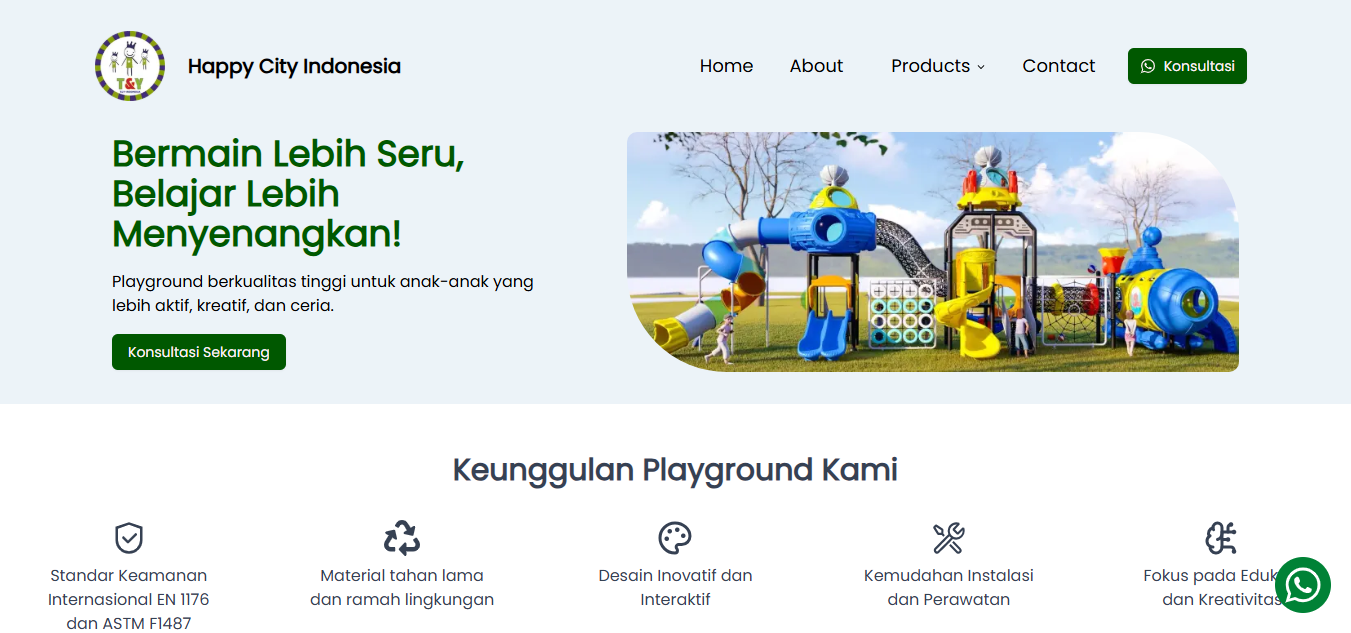 T&Y
Happy City Indonesia
Home
About
Products
Contact
Konsultasi
Bermain Lebih Seru,
Belajar Lebih
Menyenangkan!
Playground berkualitas tinggi untuk anak-anak yang
lebih aktif, kreatif, dan ceria.
Konsultasi Sekarang
Keunggulan Playground Kami
Standar Keamanan
Internasional EN 1176
dan ASTM F1487
Material tahan lama
dan ramah lingkungan
Desain Inovatif dan
Interaktif
Kemudahan Instalasi
dan Perawatan
Fokus pada Eduk
dan Kreativitas